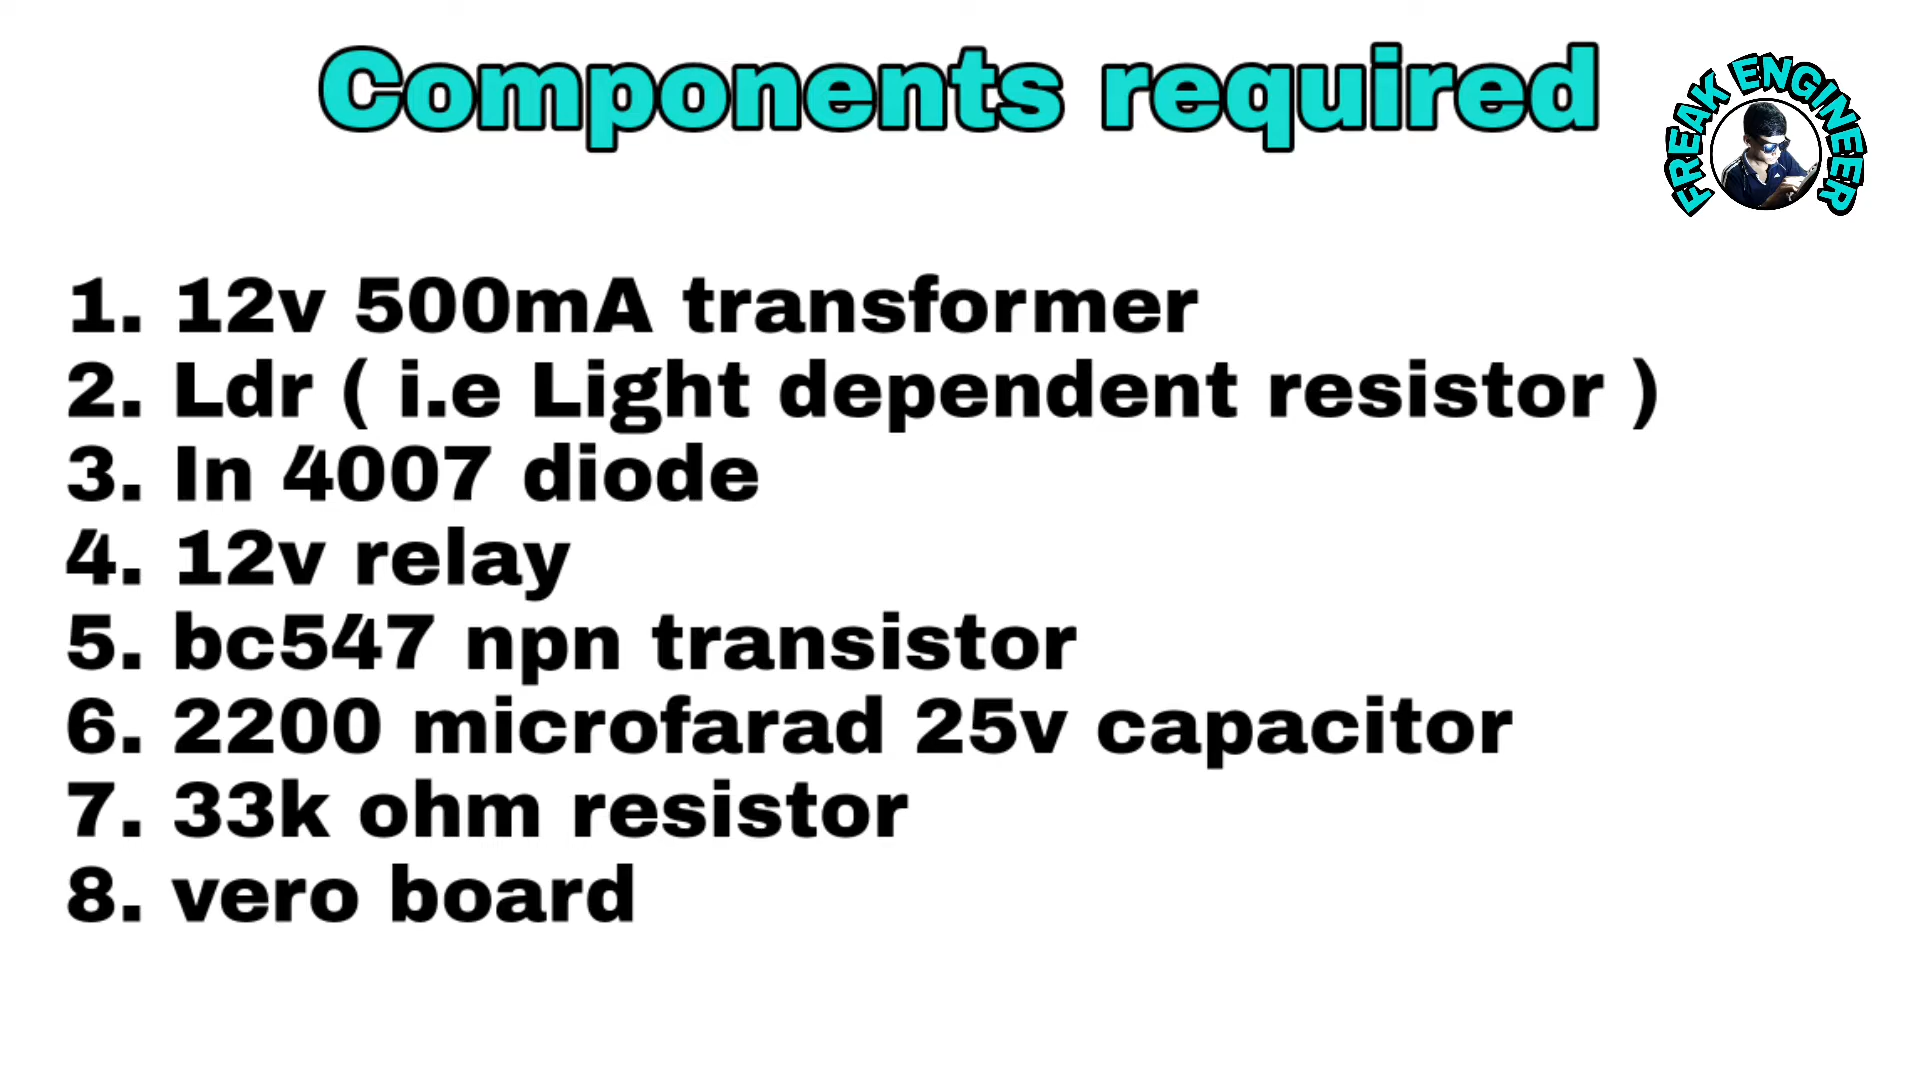 Components required
FREAK ENGINEER
1. 12v 500mA transformer
2. Ldr ( i.e Light dependent resistor )
3. In 4007 diode
4. 12v relay
5. bc547 npn transistor
6. 2200 microfarad 25v capacitor
7. 33k ohm resistor
8. vero board